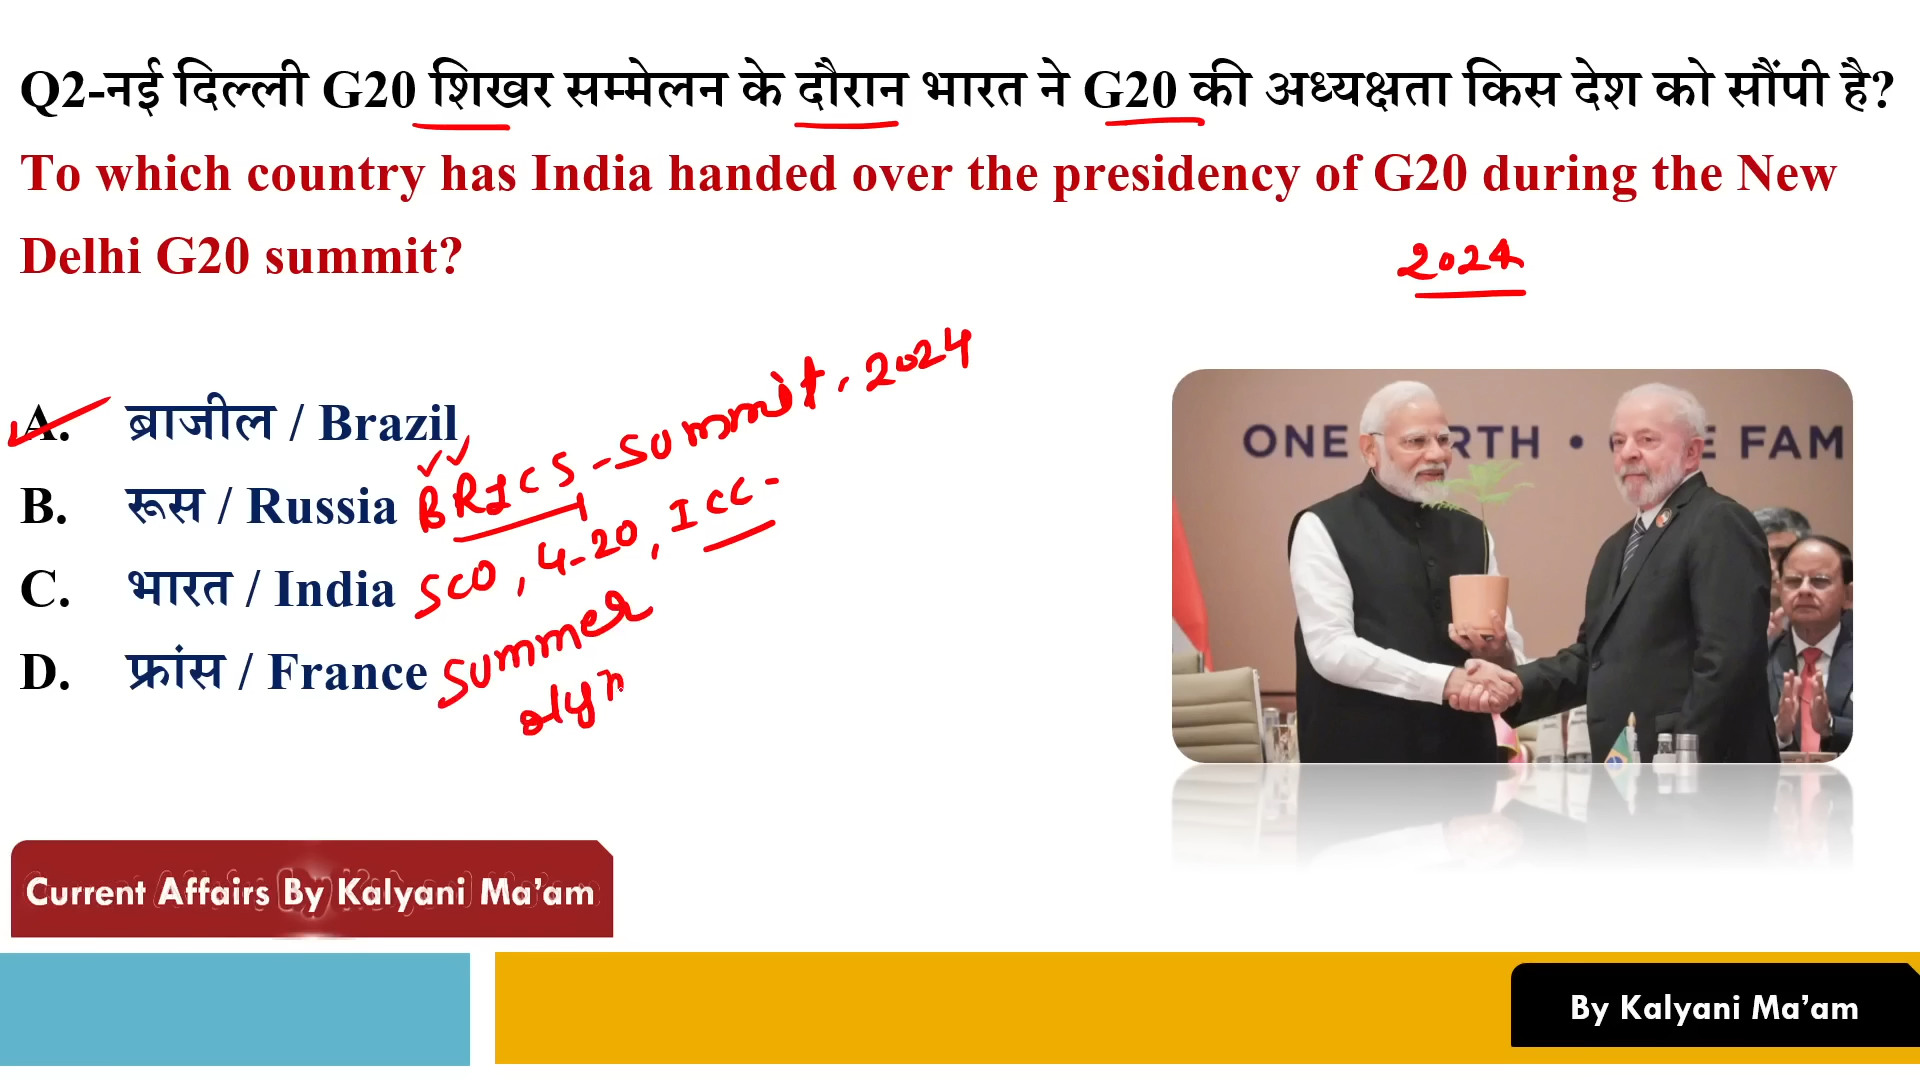 Q2-नई दिल्ली G20 शिखर सम्मेलन के दौरान भारत ने G20 की अध्यक्षता किस देश को सौंपी है?
To which country has India handed over the presidency of G20 during the New
Delhi G20 summit?
2024
A. ब्राजील / Brazil
B. रूस / Russia BRICS - Summit, 2024
C. भारत / India SCO, G-20, ICC -
D. फ्रांस / France Summer
ONE RTH • E FAM
Current Affairs By Kalyani Ma’am
By Kalyani Ma’am